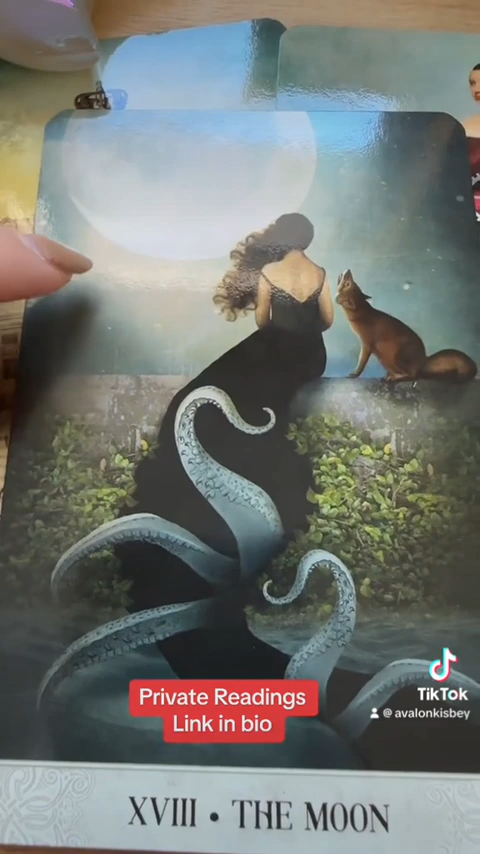 Private Readings
Link in bio
TikTok
@ avalonkisbey
XVIII • THE MOON